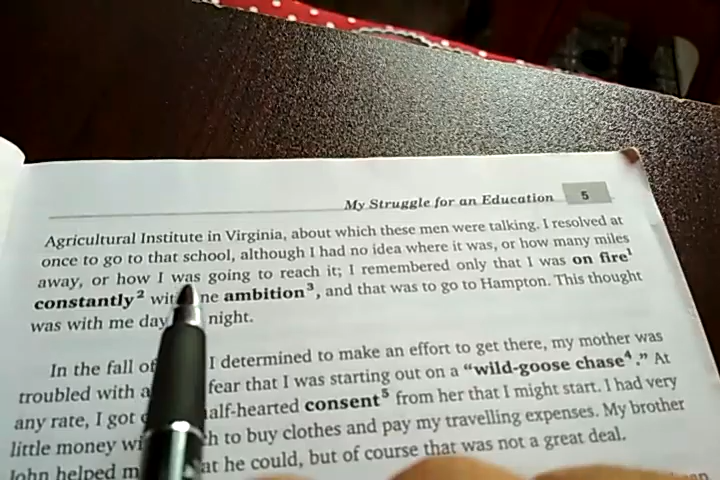 My Struggle for an Education 5
Agricultural Institute in Virginia, about which these men were talking. I resolved at
once to go to that school, although I had no idea where it was, or how many miles
away, or how I was going to reach it; I remembered only that I was on fire¹
constantly² ambition³, and that was to go to Hampton. This thought
was with me day night.
In the fall of I determined to make an effort to get there, my mother was
troubled with a fear that I was starting out on a “wild-goose chase⁴.” At
any rate, I got half-hearted consent⁵ from her that I might start. I had very
little money to buy clothes and pay my travelling expenses. My brother
John helped he could, but of course that was not a great deal.